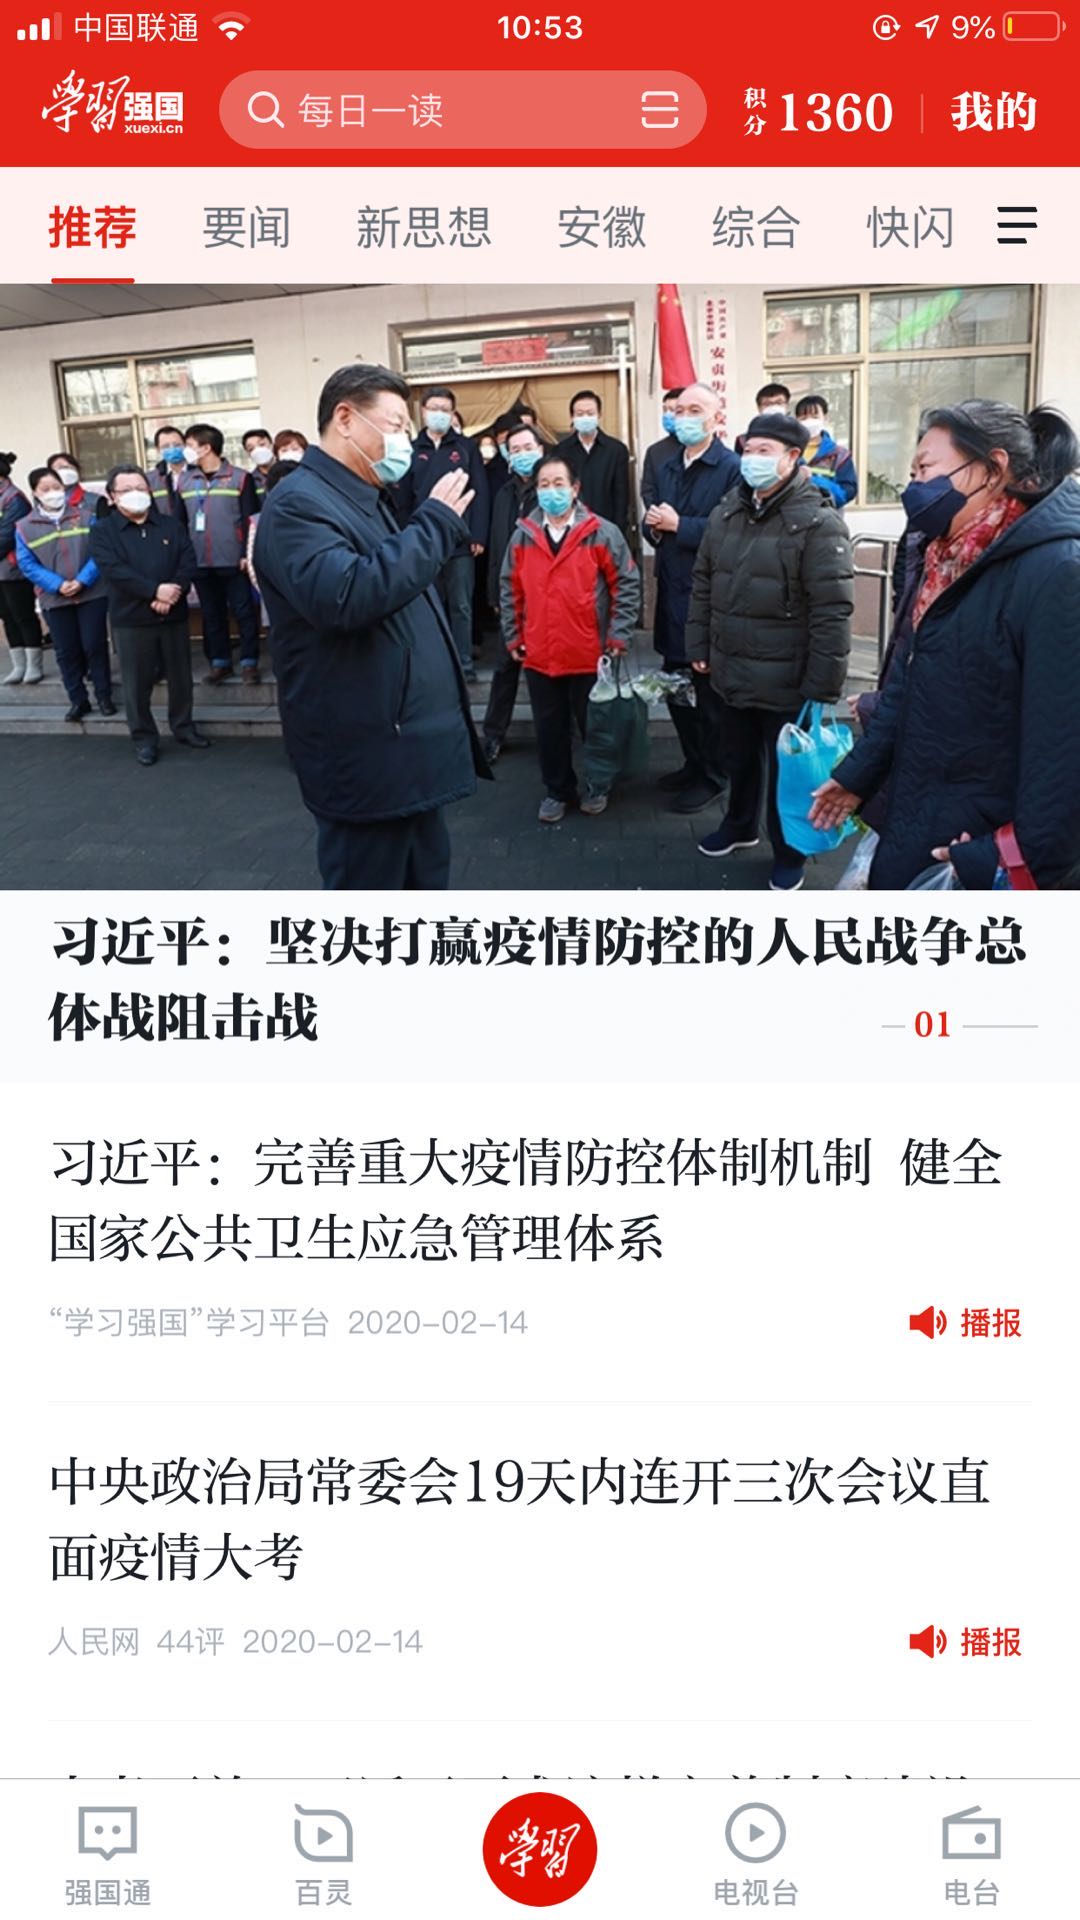 中国联通
10:53
9%
学习强国
xuexi.cn
每日一读
积分 1360
我的
推荐 要闻 新思想 安徽 综合 快闪
习近平：坚决打赢疫情防控的人民战争总
体战阻击战
01
习近平：完善重大疫情防控体制机制 健全
国家公共卫生应急管理体系
“学习强国”学习平台 2020-02-14
播报
中央政治局常委会19天内连开三次会议直
面疫情大考
人民网 44评 2020-02-14
播报
强国通 百灵 學習 电视台 电台